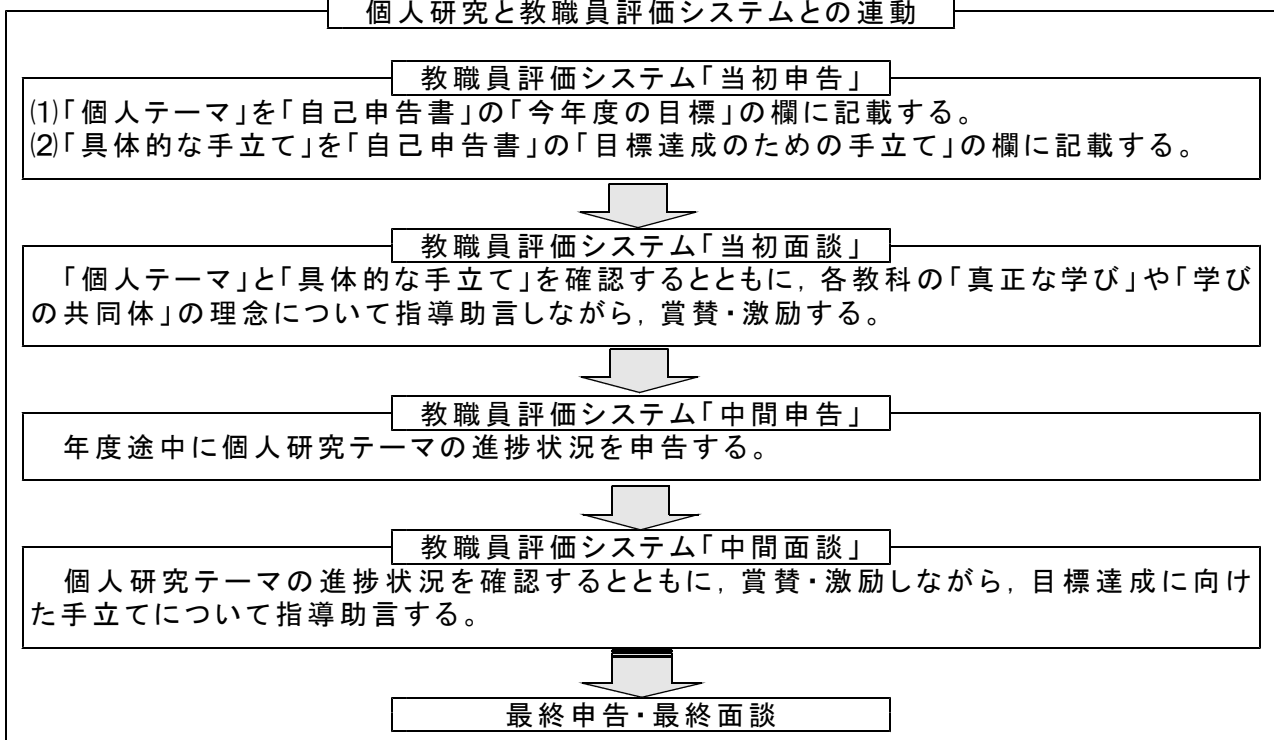 個人研究と教職員評価システムとの連動
教職員評価システム「当初申告」
⑴「個人テーマ」を「自己申告書」の「今年度の目標」の欄に記載する。
⑵「具体的な手立て」を「自己申告書」の「目標達成のための手立て」の欄に記載する。
教職員評価システム「当初面談」
「個人テーマ」と「具体的な手立て」を確認するとともに，各教科の「真正な学び」や「学び
の共同体」の理念について指導助言しながら，賞賛・激励する。
教職員評価システム「中間申告」
年度途中に個人研究テーマの進捗状況を申告する。
教職員評価システム「中間面談」
個人研究テーマの進捗状況を確認するとともに，賞賛・激励しながら，目標達成に向け
た手立てについて指導助言する。
最終申告・最終面談